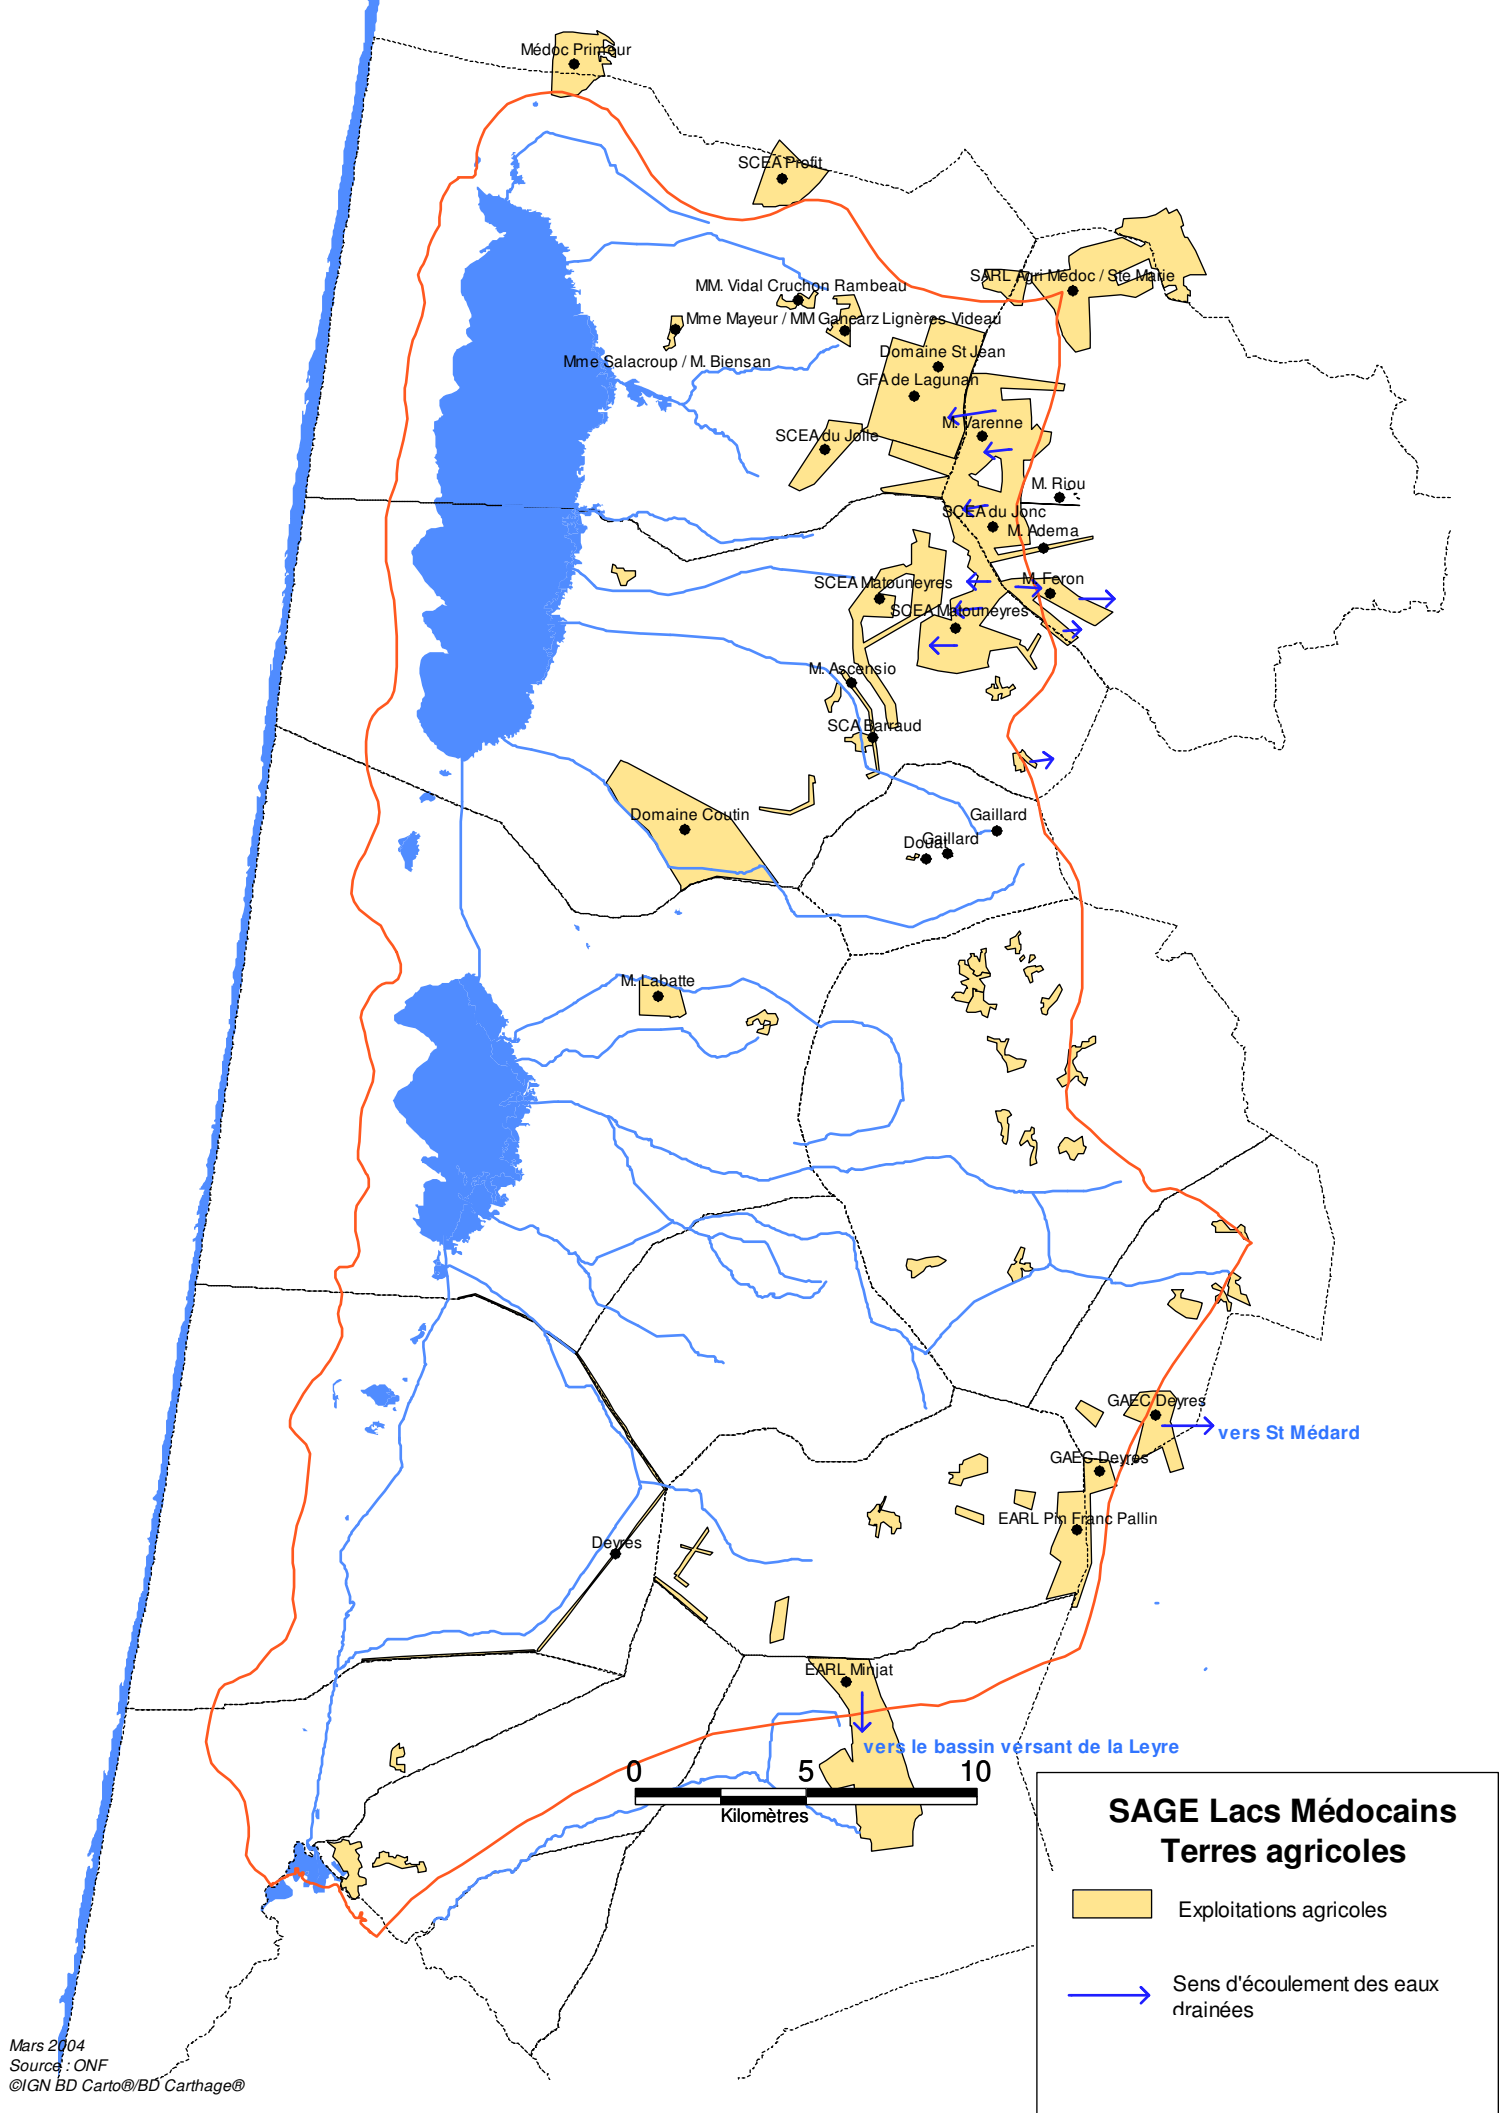 Médoc Primeur
SCEA Profit
SARL Agri Médoc / Ste Marie
MM. Vidal Cruchon Rambeau
Mme Mayeur / MM Gancarz Lignères Videau
Domaine St Jean
Mme Salacroup / M. Biensan
GFA de Lagunan
M. Varenne
SCEA du Jolle
M. Riou
SCEA du Jonc
M. Adema
SCEA Matouneyres
M. Feron
SCEA Matouneyres
M. Ascensio
SCA Barraud
Domaine Coutin
Gaillard
Gaillard
Douat
M. Labatte
GAEC Deyres
vers St Médard
GAEC Deyres
EARL Pin Franc Pallin
Deyres
EARL Minjat
vers le bassin versant de la Leyre
0 5 10
Kilomètres
SAGE Lacs Médocains
Terres agricoles
Exploitations agricoles
Sens d'écoulement des eaux
drainées
Mars 2004
Source : ONF
©IGN BD Carto®/BD Carthage®